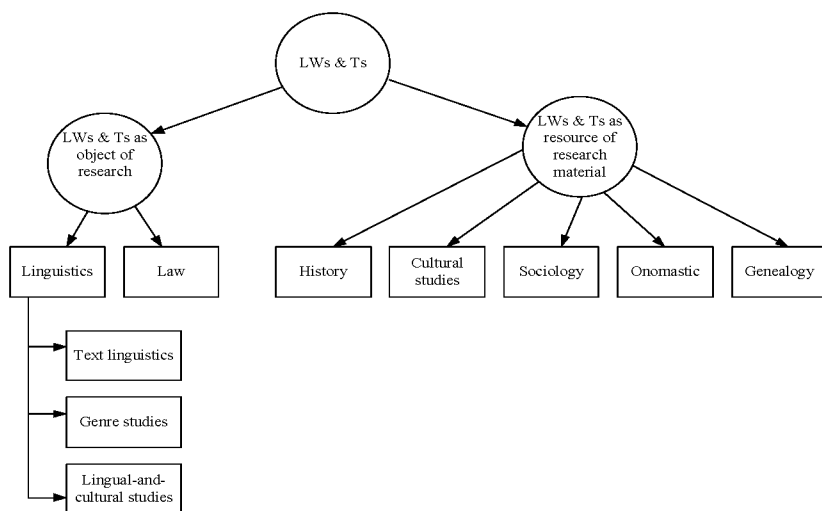 LWs & Ts
LWs & Ts as
object of
research
LWs & Ts as
resource of
research
material
Linguistics
Law
History
Cultural
studies
Sociology
Onomastic
Genealogy
Text linguistics
Genre studies
Lingual-and-
cultural studies